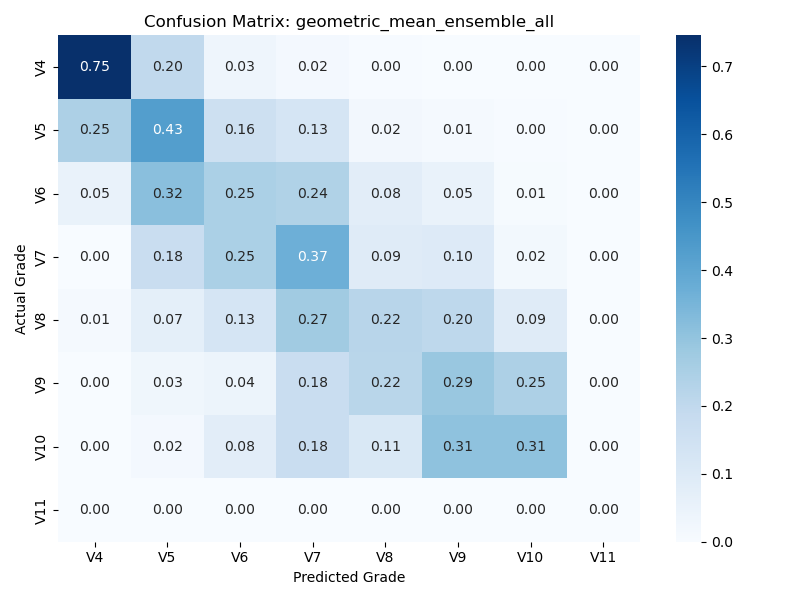 Confusion Matrix: geometric_mean_ensemble_all
V4 0.75 0.20 0.03 0.02 0.00 0.00 0.00 0.00
V5 0.25 0.43 0.16 0.13 0.02 0.01 0.00 0.00
V6 0.05 0.32 0.25 0.24 0.08 0.05 0.01 0.00
V7 0.00 0.18 0.25 0.37 0.09 0.10 0.02 0.00
V8 0.01 0.07 0.13 0.27 0.22 0.20 0.09 0.00
V9 0.00 0.03 0.04 0.18 0.22 0.29 0.25 0.00
V10 0.00 0.02 0.08 0.18 0.11 0.31 0.31 0.00
V11 0.00 0.00 0.00 0.00 0.00 0.00 0.00 0.00
V4 V5 V6 V7 V8 V9 V10 V11
Predicted Grade
Actual Grade
0.7
0.6
0.5
0.4
0.3
0.2
0.1
0.0